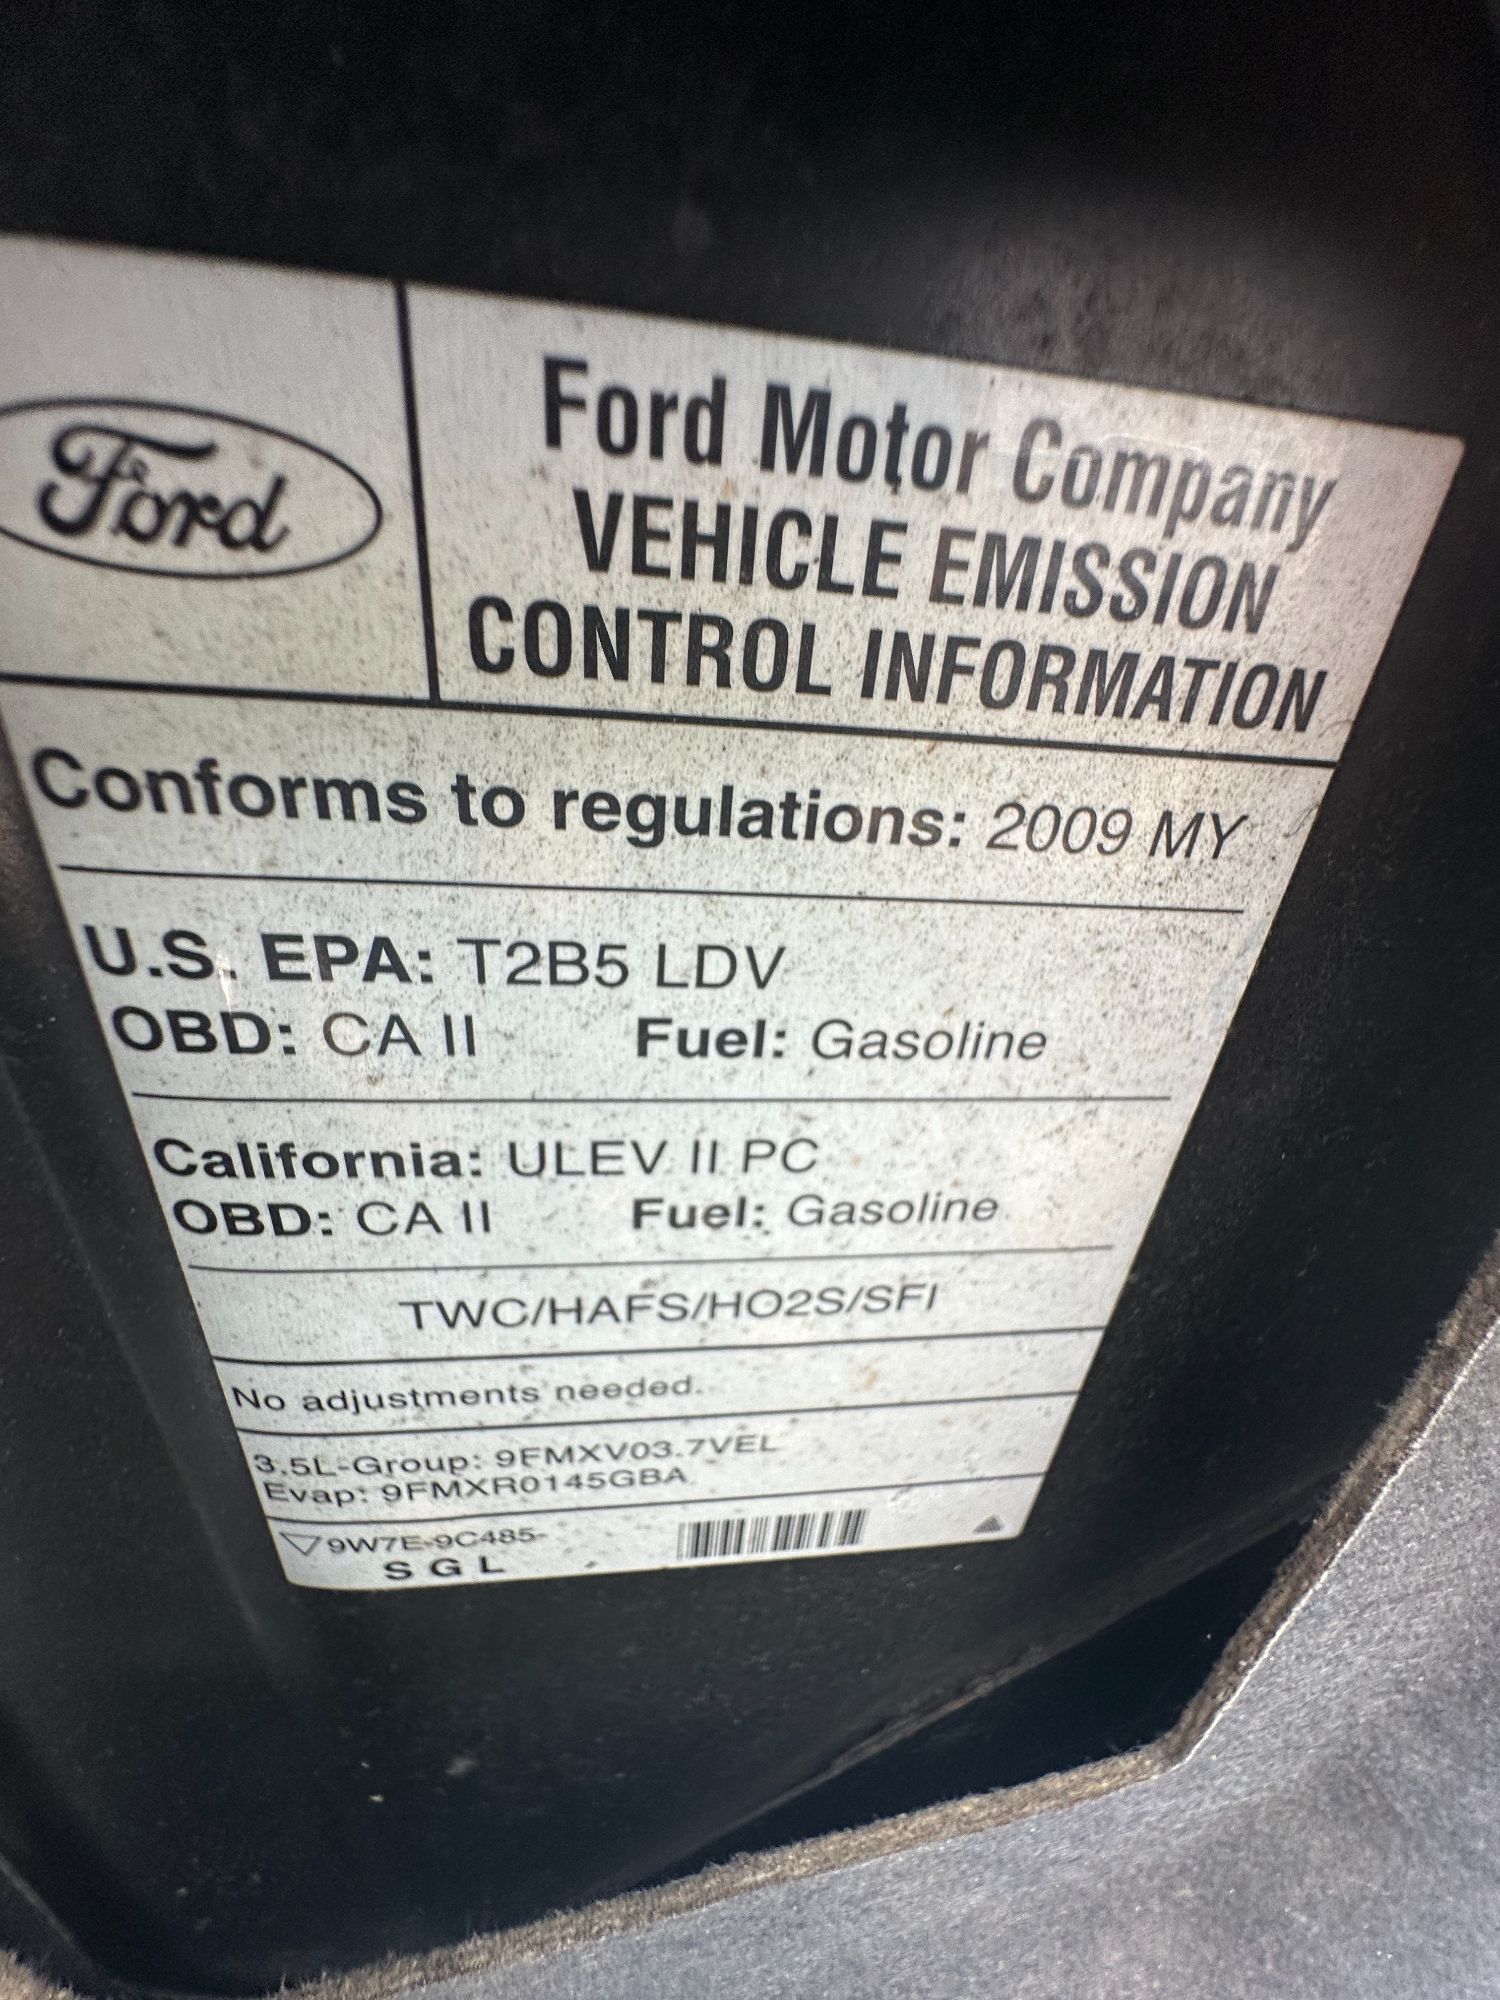 Ford
Ford Motor Company
VEHICLE EMISSION
CONTROL INFORMATION
Conforms to regulations: 2009 MY
U.S. EPA: T2B5 LDV
OBD: CA II Fuel: Gasoline
California: ULEV II PC
OBD: CA II Fuel: Gasoline
TWC/HAFS/HO2S/SFI
No adjustments needed.
3.5L-Group: 9FMXV03.7VEL
Evap: 9FMXR0145GBA
9W7E-9C485-
SGL